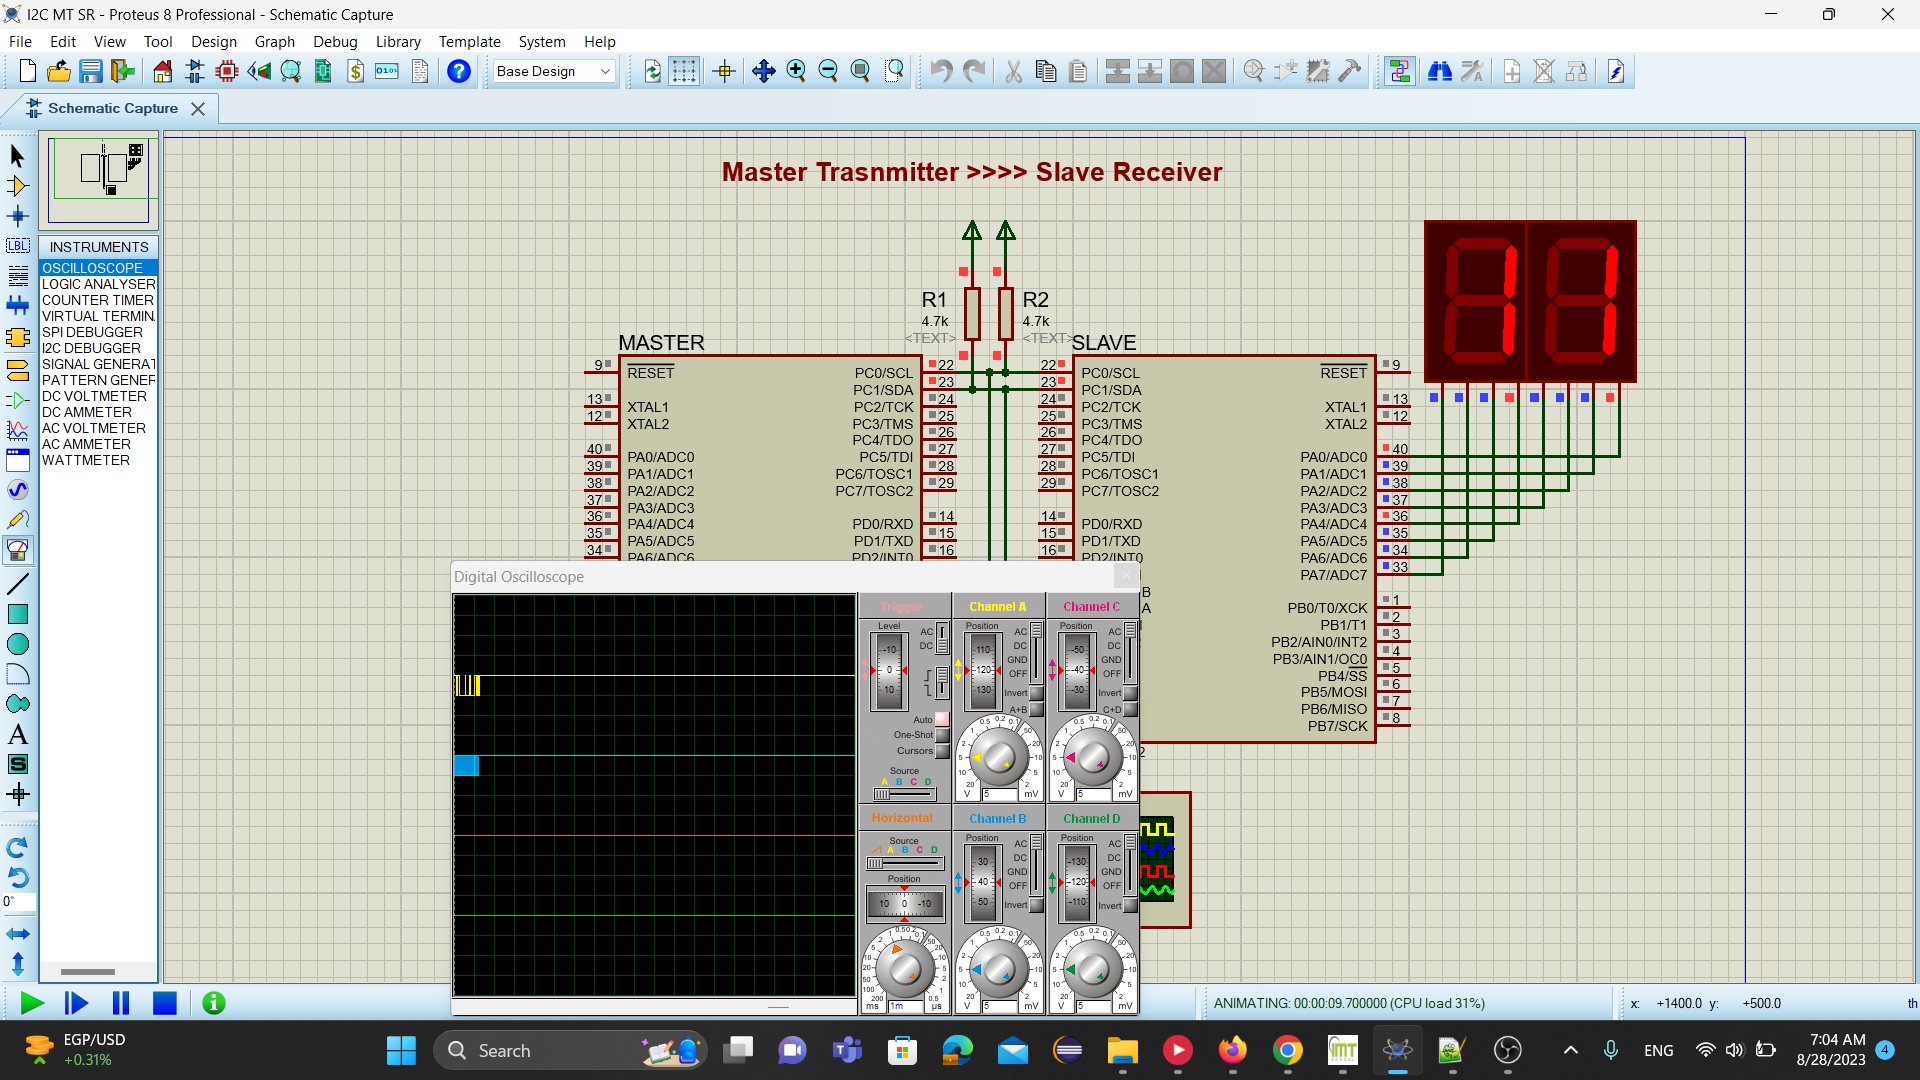 I2C MT SR - Proteus 8 Professional - Schematic Capture
File Edit View Tool Design Graph Debug Library Template System Help
Base Design
Schematic Capture
Master Trasnmitter >>>> Slave Receiver
INSTRUMENTS
OSCILLOSCOPE
LOGIC ANALYSER
COUNTER TIMER
VIRTUAL TERMIN
SPI DEBUGGER
I2C DEBUGGER
SIGNAL GENERAT
PATTERN GENER
DC VOLTMETER
DC AMMETER
AC VOLTMETER
AC AMMETER
WATTMETER
LBL
A
S
0°
R1
4.7k
<TEXT>
R2
4.7k
<TEXT>
11
MASTER
9 RESET PC0/SCL 22
PC1/SDA 23
13 XTAL1 PC2/TCK 24
12 XTAL2 PC3/TMS 25
PC4/TDO 26
40 PA0/ADC0 PC5/TDI 27
39 PA1/ADC1 PC6/TOSC1 28
38 PA2/ADC2 PC7/TOSC2 29
37 PA3/ADC3
36 PA4/ADC4 PD0/RXD 14
35 PA5/ADC5 PD1/TXD 15
34 PA6/ADC6 PD2/INT0 16
SLAVE
22 PC0/SCL RESET 9
23 PC1/SDA
24 PC2/TCK XTAL1 13
25 PC3/TMS XTAL2 12
26 PC4/TDO
27 PC5/TDI PA0/ADC0 40
28 PC6/TOSC1 PA1/ADC1 39
29 PC7/TOSC2 PA2/ADC2 38
PA3/ADC3 37
14 PD0/RXD PA4/ADC4 36
15 PD1/TXD PA5/ADC5 35
16 PD2/INT0 PA6/ADC6 34
PA7/ADC7 33
B
A PB0/T0/XCK 1
PB1/T1 2
PB2/AIN0/INT2 3
PB3/AIN1/OC0 4
PB4/SS 5
PB5/MOSI 6
PB6/MISO 7
PB7/SCK 8
2
Digital Oscilloscope
Trigger
Level
AC
DC
-10
0
10
Auto
One-Shot
Cursors
Source
A B C D
Channel A
Position
110
-120
-130
AC
DC
GND
OFF
Invert
A+B
V 5 mV
Channel C
Position
-50
-40
-30
AC
DC
GND
OFF
Invert
C+D
V 5 mV
Horizontal
Source
A B C D
Position
10 0 -10
ms 1m µs
Channel B
Position
30
40
50
AC
DC
GND
OFF
Invert
V 5 mV
Channel D
Position
-130
-120
-110
AC
DC
GND
OFF
Invert
V 5 mV
ANIMATING: 00:00:09.700000 (CPU load 31%)
x: +1400.0 y: +500.0 th
EGP/USD
+0.31%
Search
IMT
SCHOOL
ENG
7:04 AM
8/28/2023
4